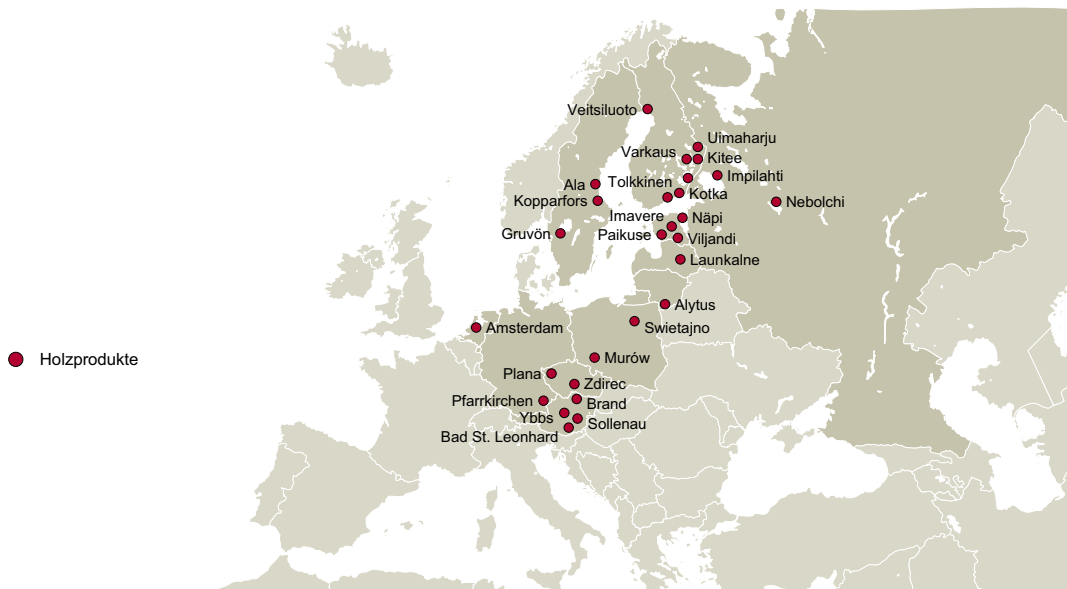 Veitsiluoto
Uimaharju
Varkaus
Kitee
Impilahti
Tolkkinen
Ala
Kotka
Kopparfors
Nebolchi
Imavere
Näpi
Gruvön
Paikuse
Viljandi
Launkalne
Alytus
Amsterdam
Swietajno
Holzprodukte
Murów
Plana
Zdirec
Pfarrkirchen
Brand
Ybbs
Sollenau
Bad St. Leonhard